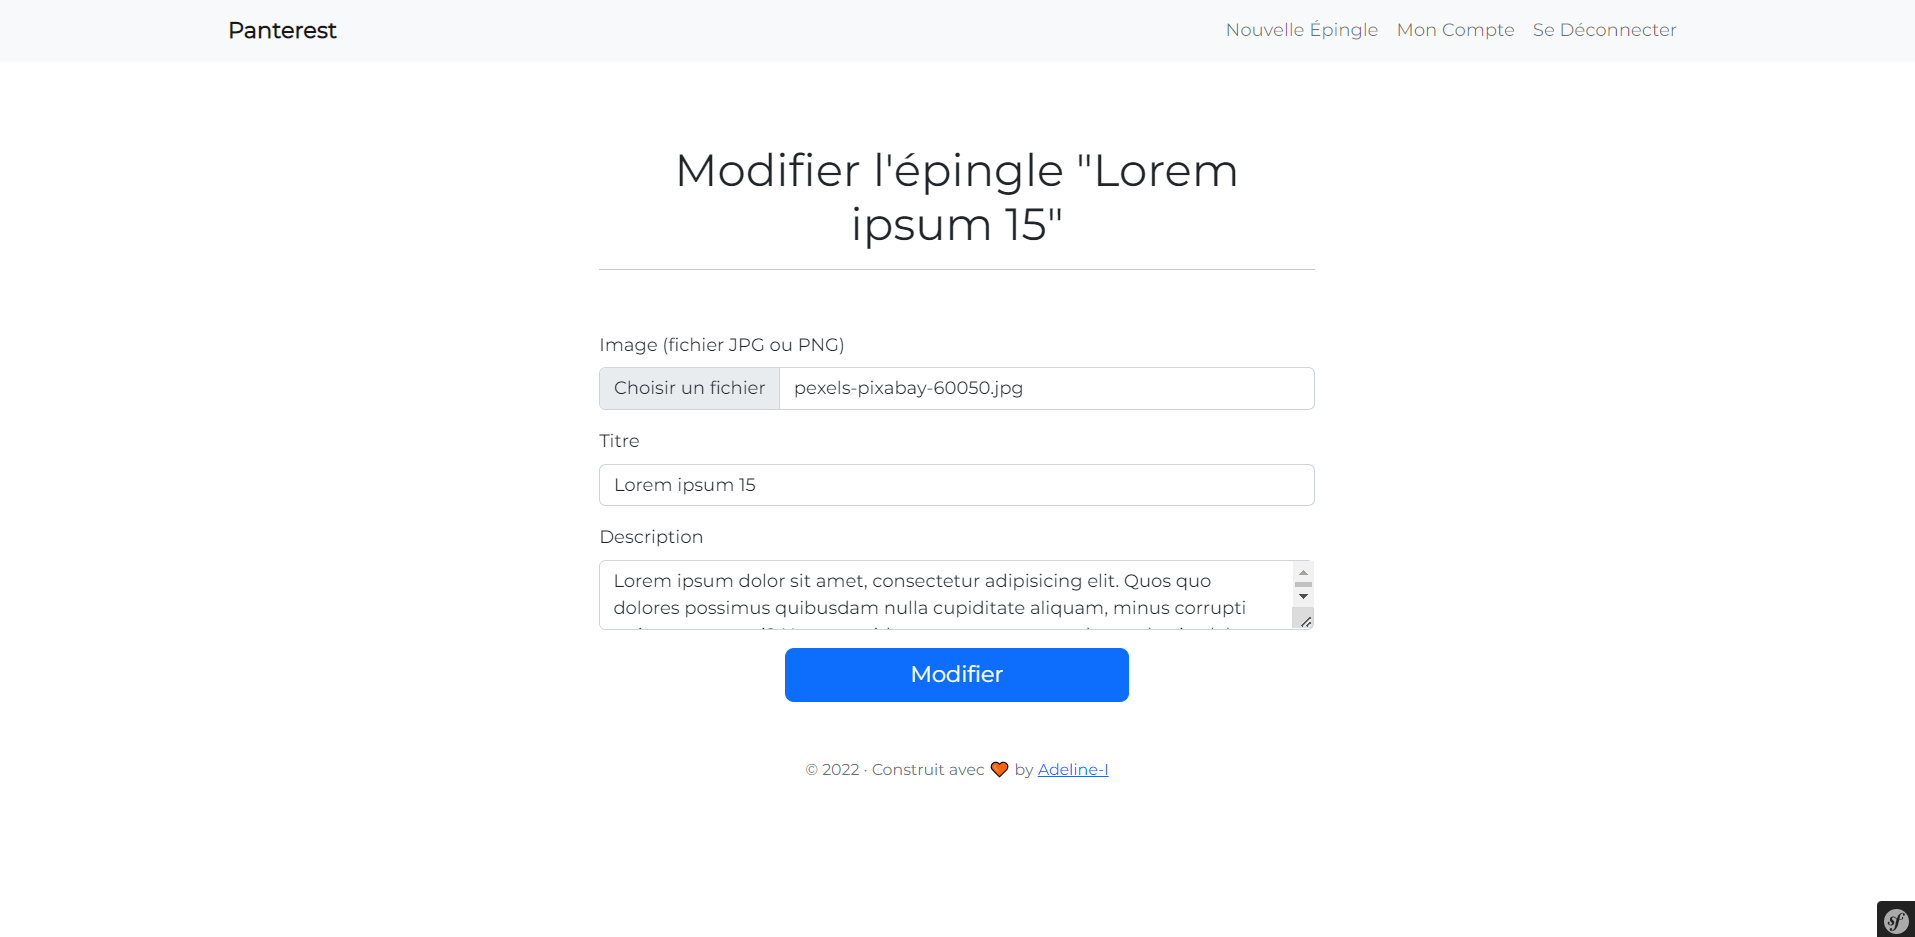 Panterest
Nouvelle Épingle Mon Compte Se Déconnecter
Modifier l'épingle "Lorem
ipsum 15"
Image (fichier JPG ou PNG)
Choisir un fichier pexels-pixabay-60050.jpg
Titre
Lorem ipsum 15
Description
Lorem ipsum dolor sit amet, consectetur adipisicing elit. Quos quo
dolores possimus quibusdam nulla cupiditate aliquam, minus corrupti
Modifier
© 2022 · Construit avec 🧡 by Adeline-I
sf